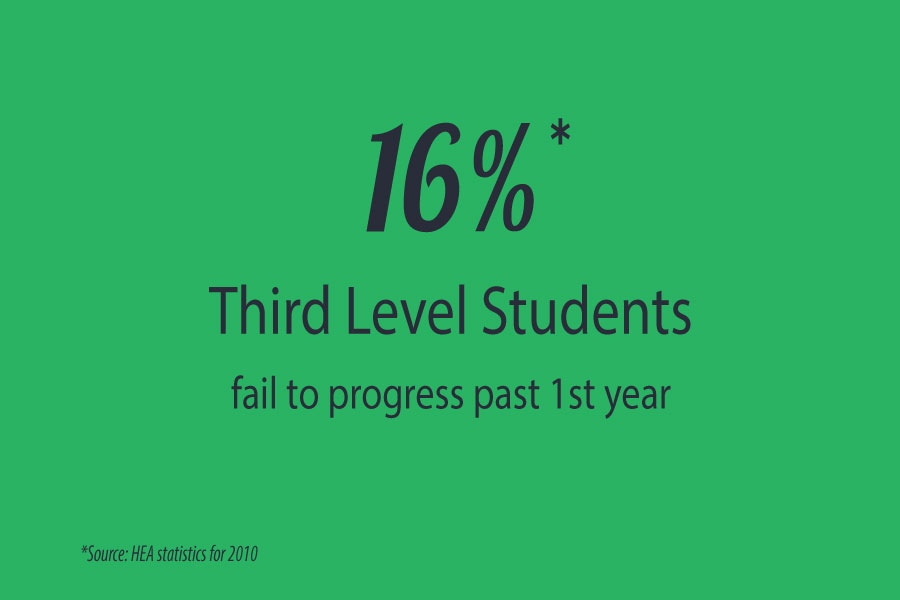 16%*
Third Level Students
fail to progress past 1st year
*Source: HEA statistics for 2010